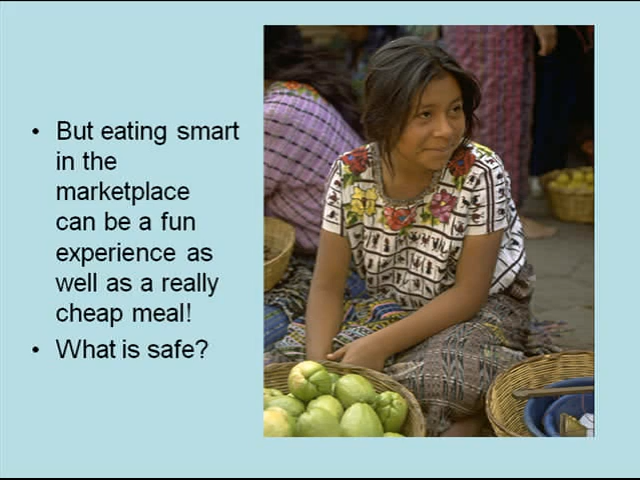 • But eating smart
in the
marketplace
can be a fun
experience as
well as a really
cheap meal!
• What is safe?